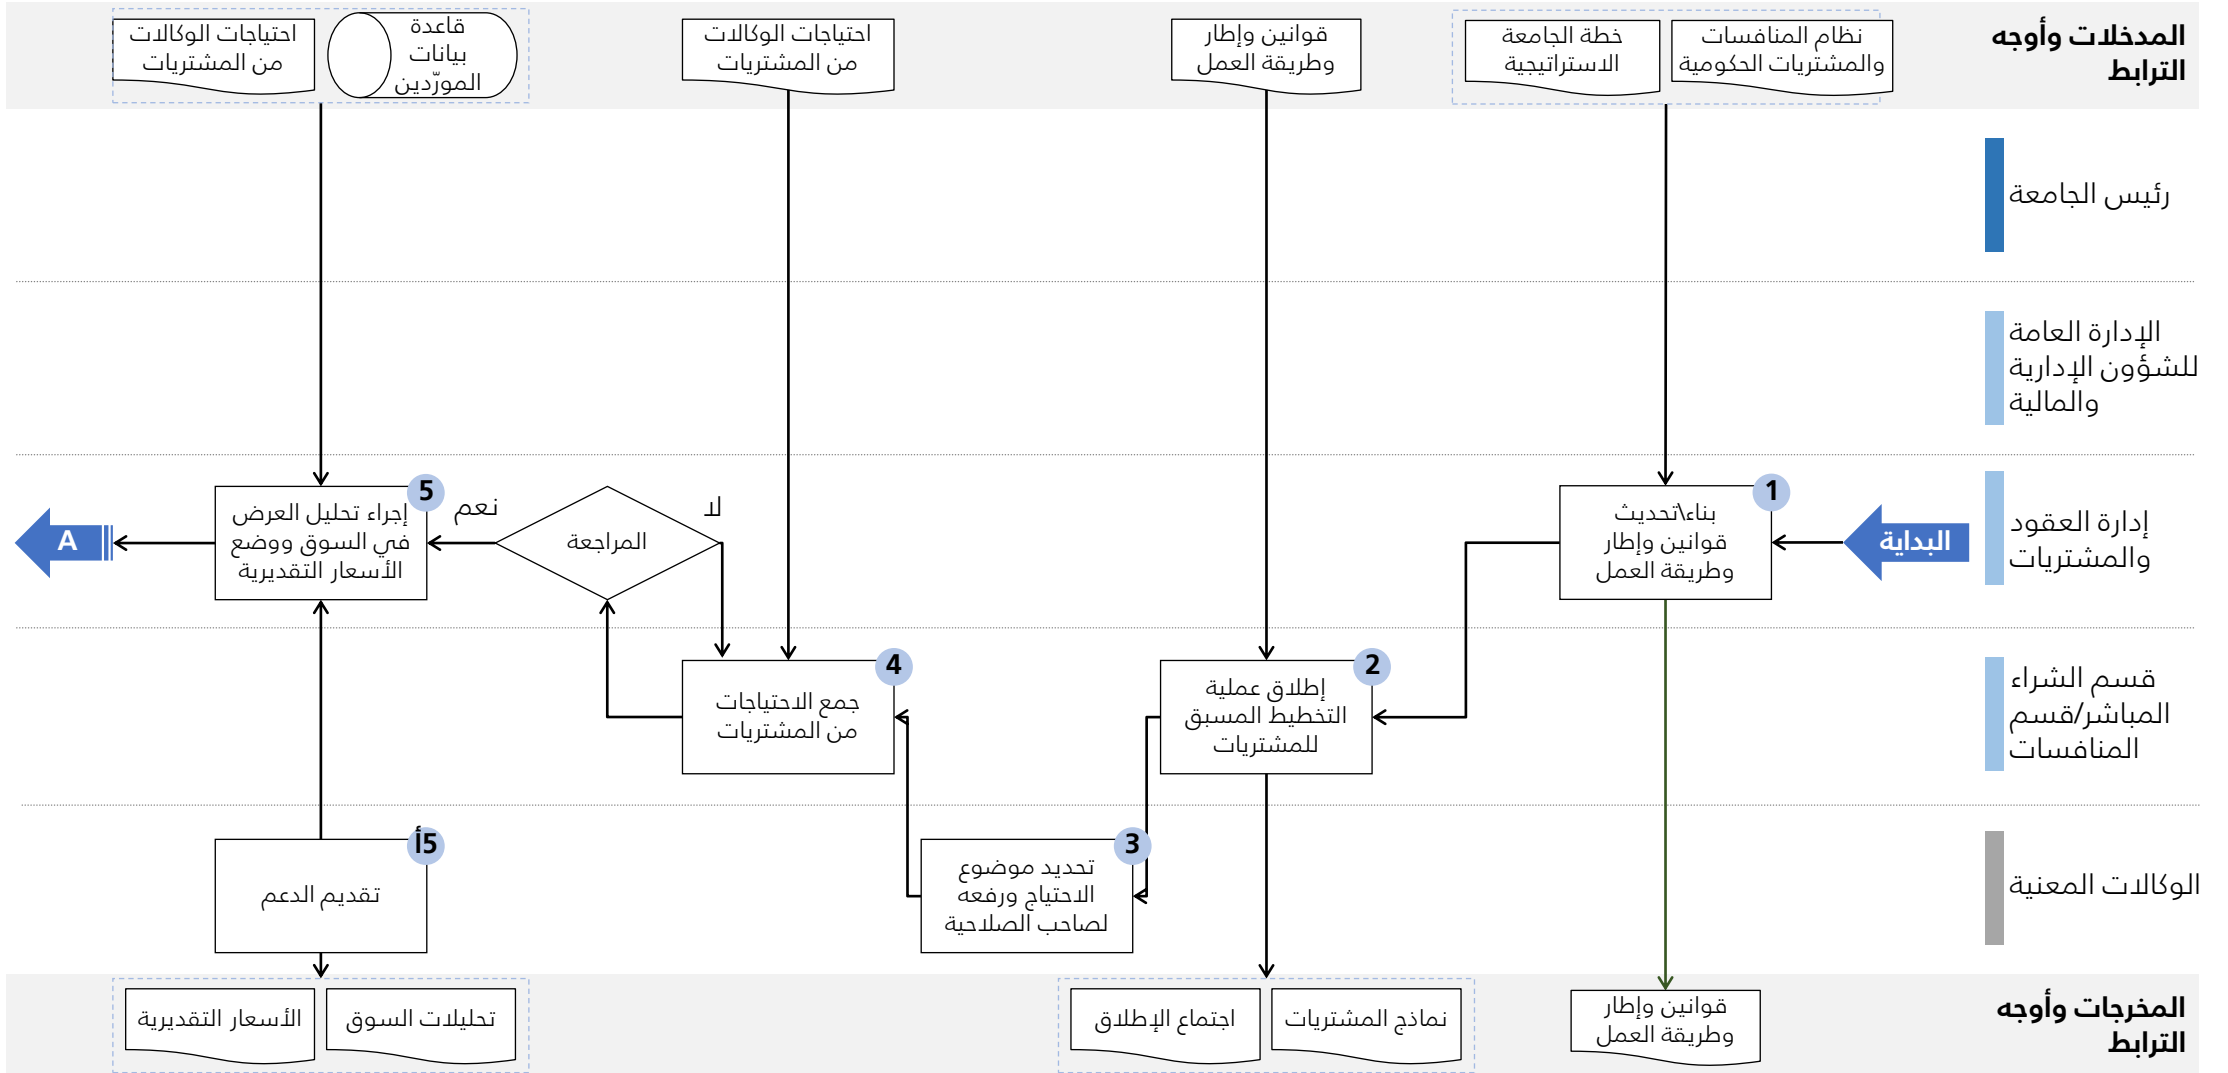 المدخلات وأوجه
الترابط
نظام المنافسات
والمشتريات الحكومية
خطة الجامعة
الاستراتيجية
قوانين وإطار
وطريقة العمل
احتياجات الوكالات
من المشتريات
قاعدة
بيانات
المورّدين
احتياجات الوكالات
من المشتريات
رئيس الجامعة
الإدارة العامة
للشؤون الإدارية
والمالية
إدارة العقود
والمشتريات
البداية
1
بناء\تحديث
قوانين وإطار
وطريقة العمل
لا
المراجعة
نعم
5
إجراء تحليل العرض
في السوق ووضع
الأسعار التقديرية
A
قسم الشراء
المباشر/قسم
المنافسات
2
إطلاق عملية
التخطيط المسبق
للمشتريات
4
جمع الاحتياجات
من المشتريات
الوكالات المعنية
3
تحديد موضوع
الاحتياج ورفعه
لصاحب الصلاحية
5أ
تقديم الدعم
المخرجات وأوجه
الترابط
قوانين وإطار
وطريقة العمل
نماذج المشتريات
اجتماع الإطلاق
تحليلات السوق
الأسعار التقديرية